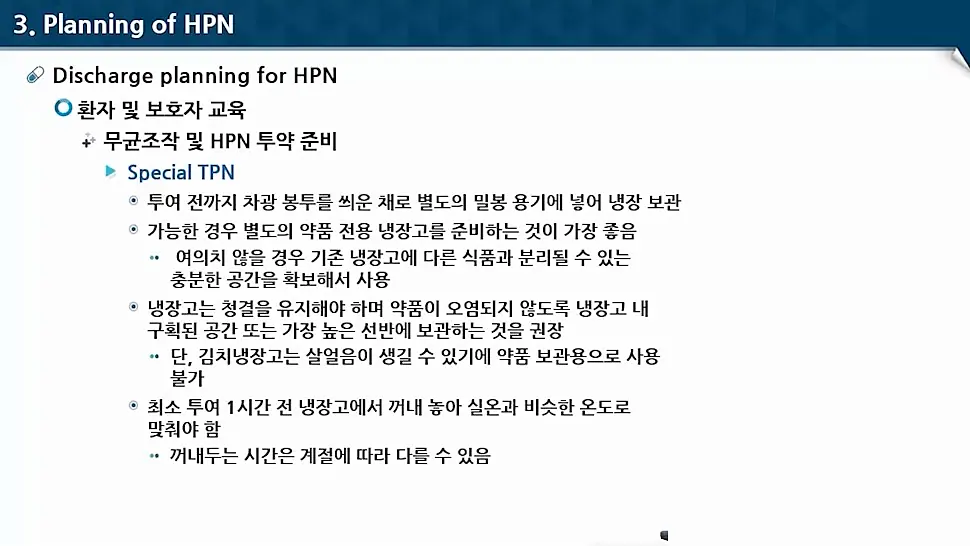 3. Planning of HPN
Discharge planning for HPN
환자 및 보호자 교육
무균조작 및 HPN 투약 준비
Special TPN
투여 전까지 차광 봉투를 씌운 채로 별도의 밀봉 용기에 넣어 냉장 보관
가능한 경우 별도의 약품 전용 냉장고를 준비하는 것이 가장 좋음
여의치 않을 경우 기존 냉장고에 다른 식품과 분리될 수 있는
충분한 공간을 확보해서 사용
냉장고는 청결을 유지해야 하며 약품이 오염되지 않도록 냉장고 내
구획된 공간 또는 가장 높은 선반에 보관하는 것을 권장
단, 김치냉장고는 살얼음이 생길 수 있기에 약품 보관용으로 사용
불가
최소 투여 1시간 전 냉장고에서 꺼내 놓아 실온과 비슷한 온도로
맞춰야 함
꺼내두는 시간은 계절에 따라 다를 수 있음